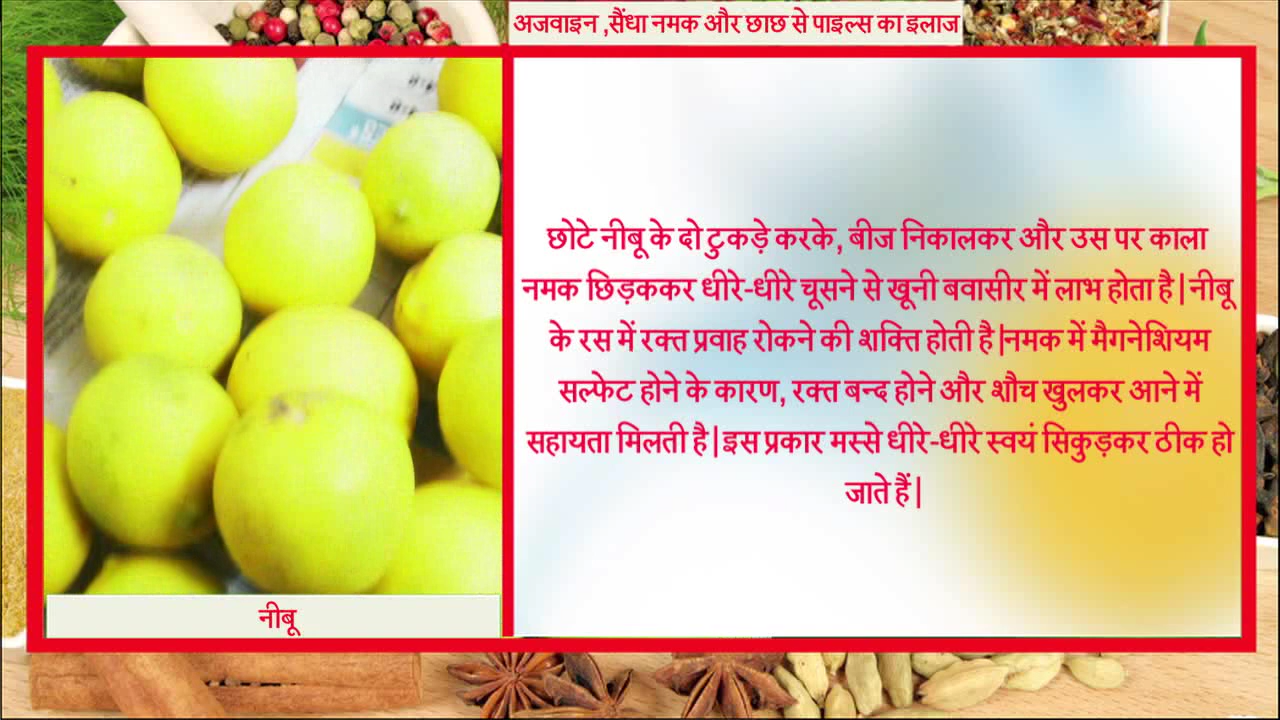 अजवाइन ,सैंधा नमक और छाछ से पाइल्स का इलाज
छोटे नीबू के दो टुकड़े करके, बीज निकालकर और उस पर काला
नमक छिड़ककर धीरे-धीरे चूसने से खूनी बवासीर में लाभ होता है | नीबू
के रस में रक्त प्रवाह रोकने की शक्ति होती है |नमक में मैगनेशियम
सल्फेट होने के कारण, रक्त बन्द होने और शौच खुलकर आने में
सहायता मिलती है | इस प्रकार मस्से धीरे-धीरे स्वयं सिकुड़कर ठीक हो
जाते हैं |
नीबू